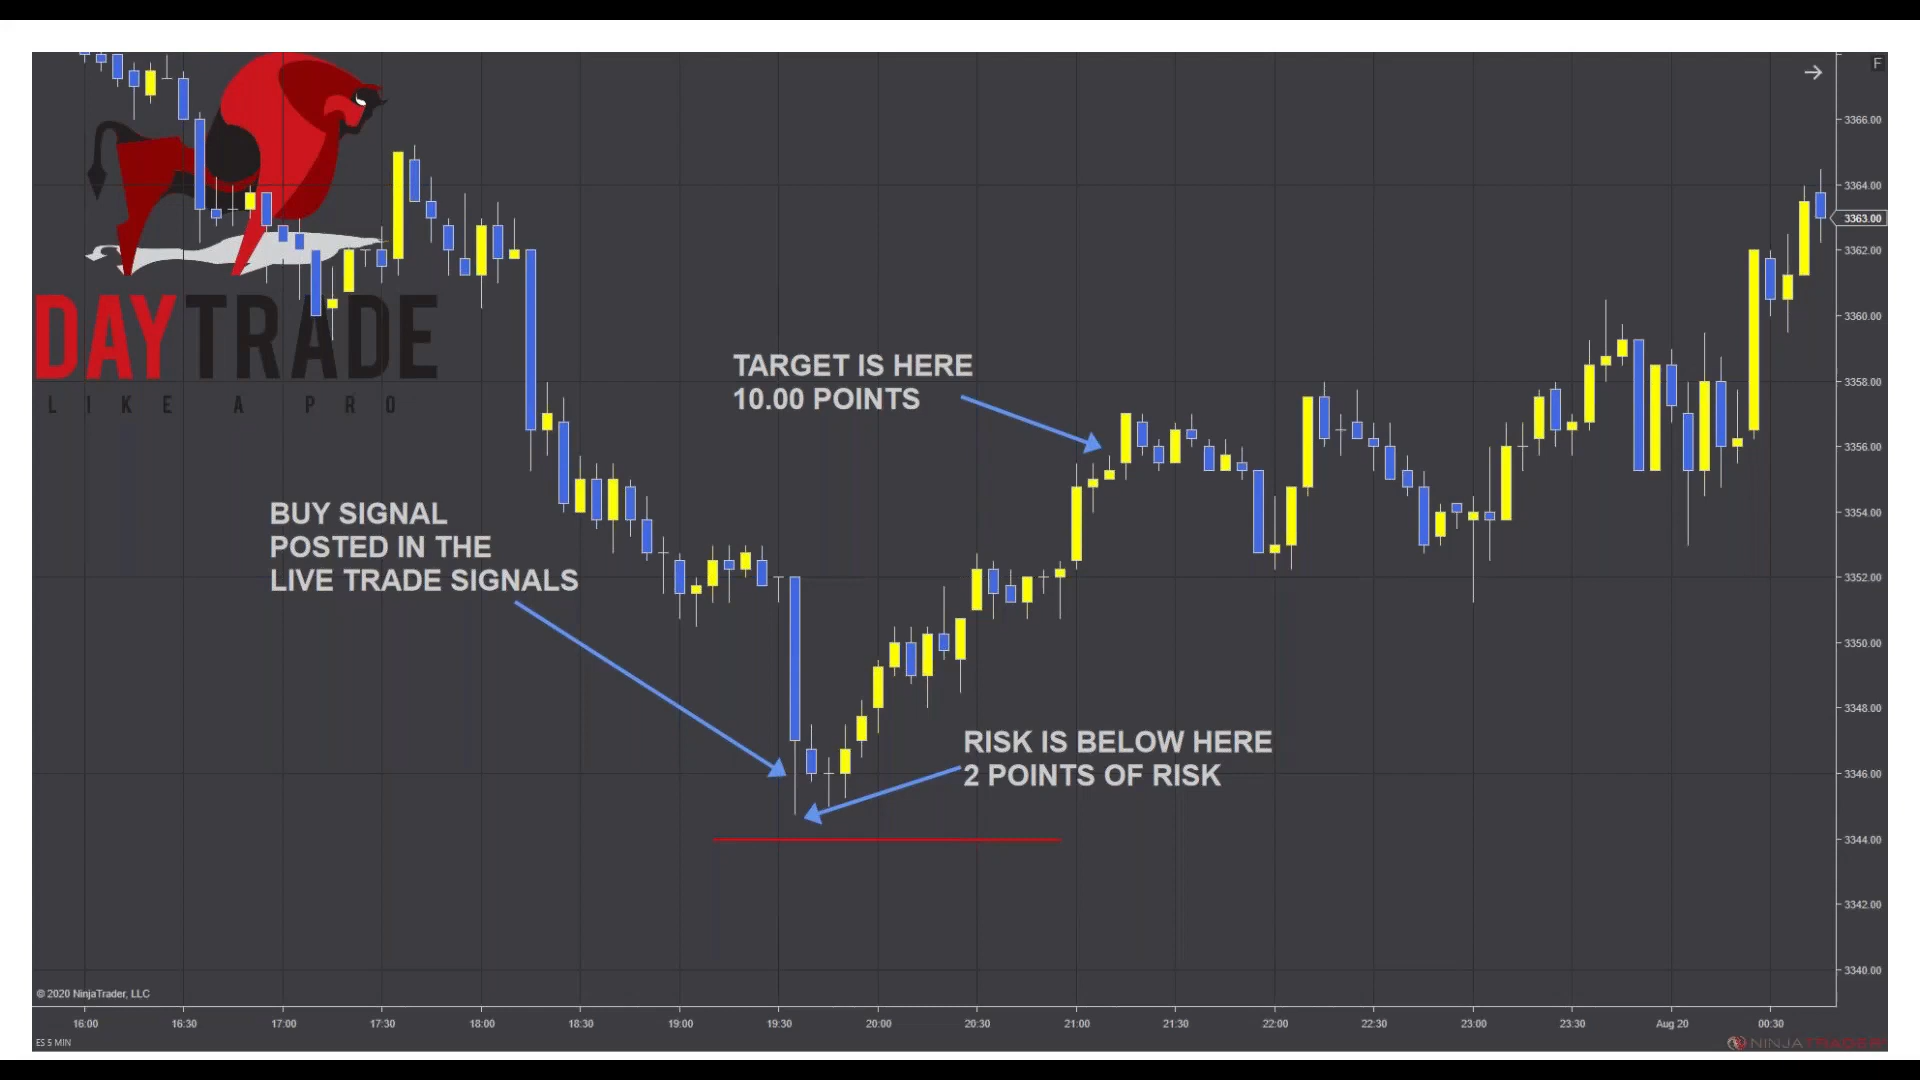 F
DAYTRADE
LIKE A PRO
TARGET IS HERE
10.00 POINTS
BUY SIGNAL
POSTED IN THE
LIVE TRADE SIGNALS
RISK IS BELOW HERE
2 POINTS OF RISK
3366.00
3364.00
3363.00
3362.00
3360.00
3358.00
3356.00
3354.00
3352.00
3350.00
3348.00
3346.00
3344.00
3342.00
3340.00
© 2020 NinjaTrader, LLC
16:00 16:30 17:00 17:30 18:00 18:30 19:00 19:30 20:00 20:30 21:00 21:30 22:00 22:30 23:00 23:30 Aug 20 00:30
ES 5 MIN
NINJATRADER